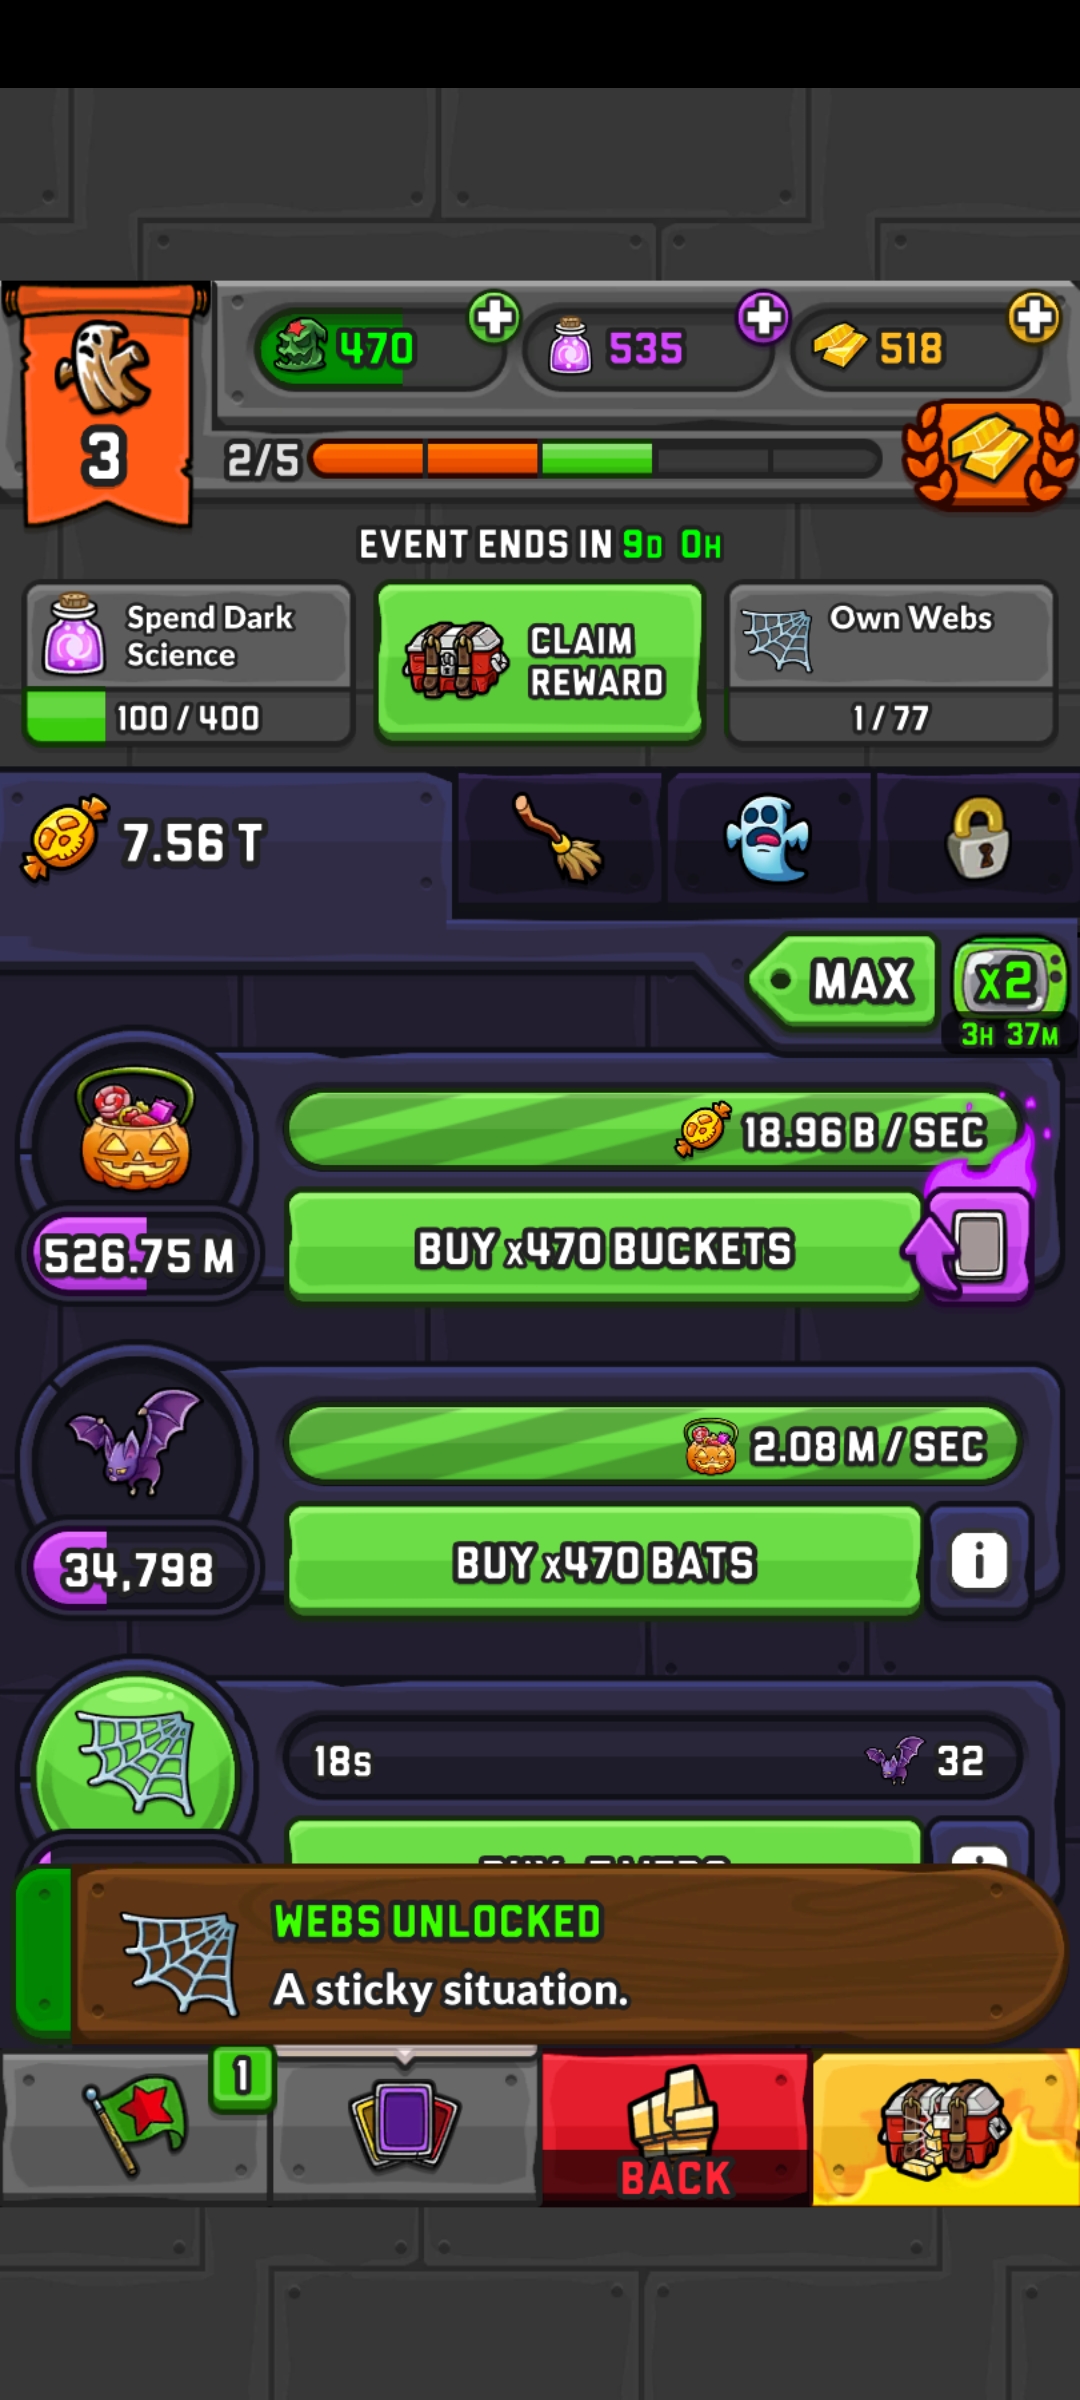 470
535
518
3
2/5
EVENT ENDS IN 9D 0H
Spend Dark
Science
100 / 400
CLAIM
REWARD
Own Webs
1 / 77
7.56 T
MAX
x2
3H 37M
18.96 B / SEC
526.75 M
BUY x470 BUCKETS
2.08 M / SEC
34,798
BUY x470 BATS
18s
32
WEBS UNLOCKED
A sticky situation.
1
BACK